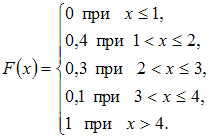 0 при x ≤ 1,
0,4 при 1 < x ≤ 2,
F(x) = 0,3 при 2 < x ≤ 3,
0,1 при 3 < x ≤ 4,
1 при x > 4.